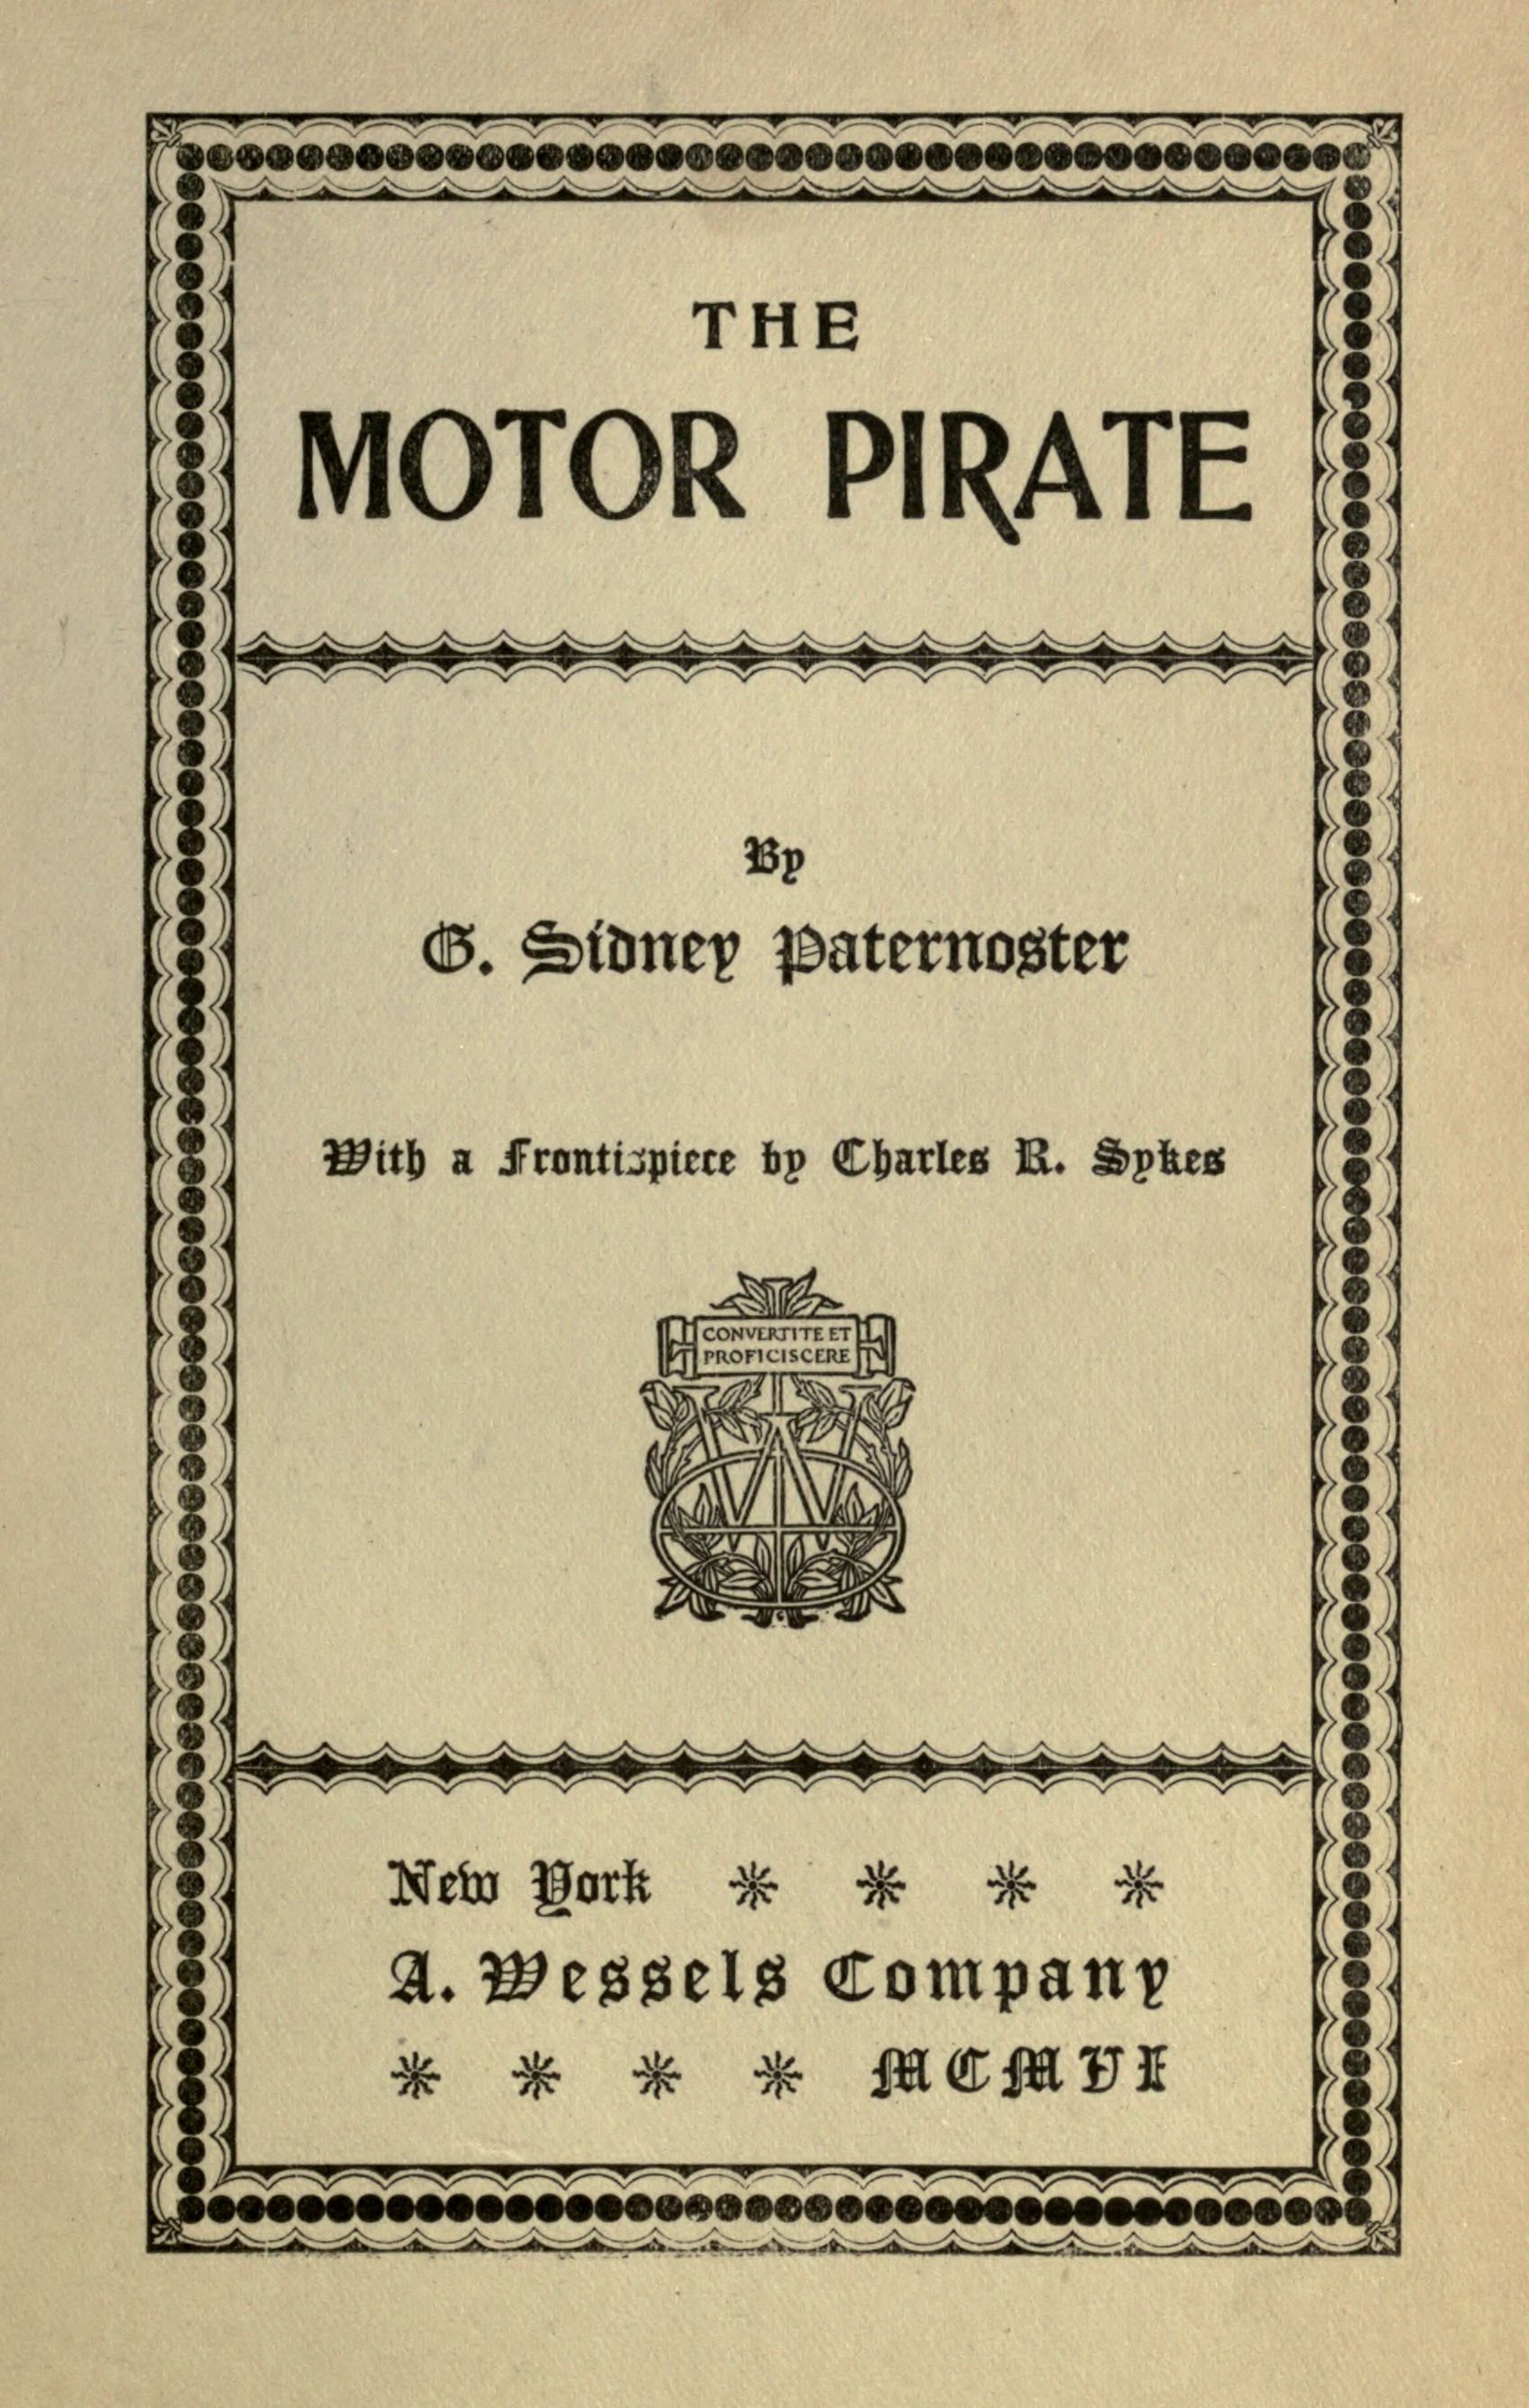 THE
MOTOR PIRATE
By
G. Sidney Paternoster
With a Frontispiece by Charles R. Sykes
CONVERTITE ET
PROFICISCERE
New York
A. Wessels Company
MCMVI